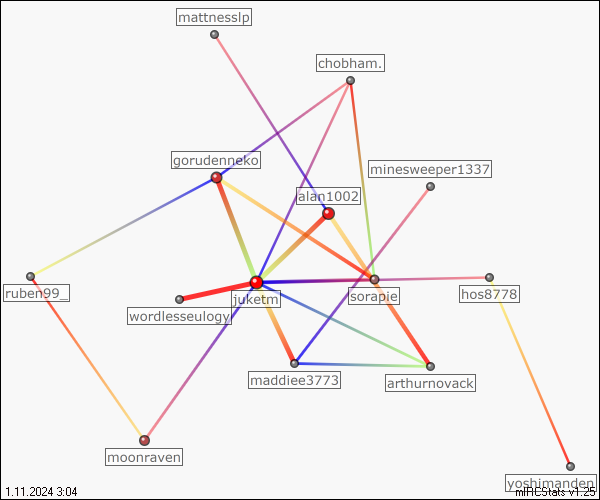 mattnesslp
chobham.
gorudenneko
minesweeper1337
alan1002
ruben99_
juketm
sorapie
hos8778
wordlesseulogy
maddiee3773
arthurnovack
moonraven
yoshimanden
1.11.2024 3:04
mIRCStats v1.25